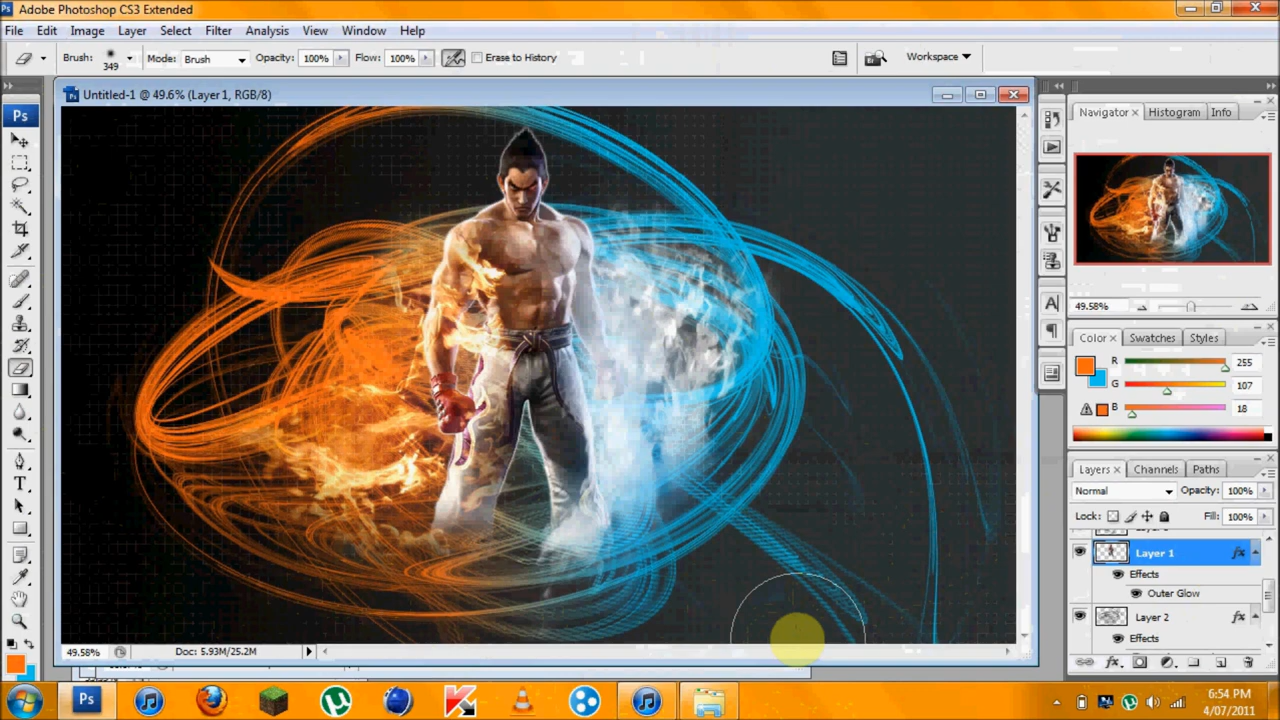 Adobe Photoshop CS3 Extended
File Edit Image Layer Select Filter Analysis View Window Help
Brush: 349 Mode: Brush Opacity: 100% Flow: 100% Erase to History Workspace
Untitled-1 @ 49.6% (Layer 1, RGB/8)
Navigator × Histogram Info
49.58%
Color × Swatches Styles
R 255
G 107
B 18
Layers × Channels Paths
Normal Opacity: 100%
Lock: Fill: 100%
Layer 1 fx
Effects
Outer Glow
Layer 2 fx
Effects
49.58% Doc: 5.93M/25.2M
Ps
6:54 PM
4/07/2011